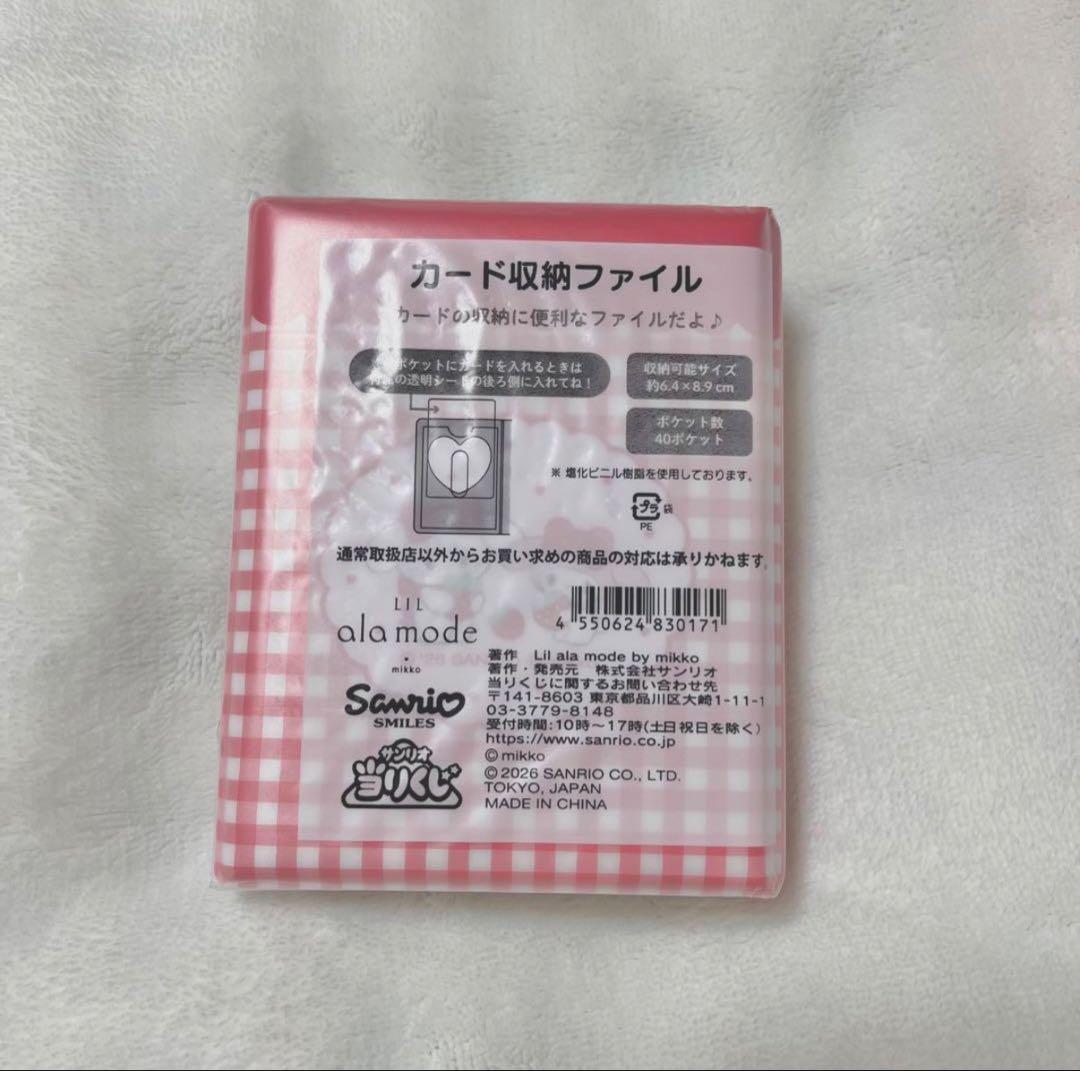 カード収納ファイル
カードの収納に便利なファイルだよ♪
ポケットにカードを入れるときは
の透明シートの後ろ側に入れてね！
収納可能サイズ
約6.4×8.9cm
ポケット数
40ポケット
※ 塩化ビニル樹脂を使用しております。
プラ 袋
PE
通常取扱店以外からお買い求めの商品の対応は承りかねます
LIL
ala mode
mikko
4 550624 830171
Sanrio
SMILES
サンリオ
当りくじ
著作 Lil ala mode by mikko
著作・発売元 株式会社サンリオ
当りくじに関するお問い合わせ先
〒141-8603 東京都品川区大崎1-11-1
03-3779-8148
受付時間:10時〜17時(土日祝日を除く)
https://www.sanrio.co.jp
© mikko
© 2026 SANRIO CO., LTD.
TOKYO, JAPAN
MADE IN CHINA